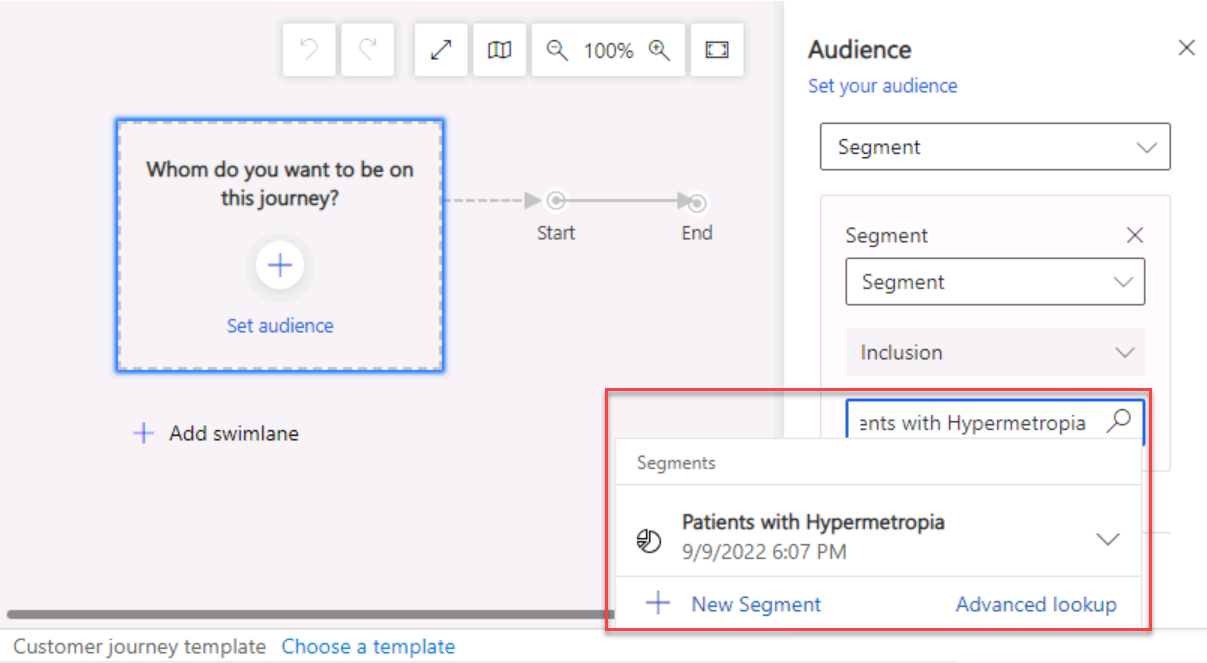 100%
Whom do you want to be on
this journey?
Set audience
Start
End
Add swimlane
Audience
Set your audience
Segment
Segment
Segment
Inclusion
with Hypermetropia
Segments
Patients with Hypermetropia
9/9/2022 6:07 PM
New Segment
Advanced lookup
Customer journey template Choose a template